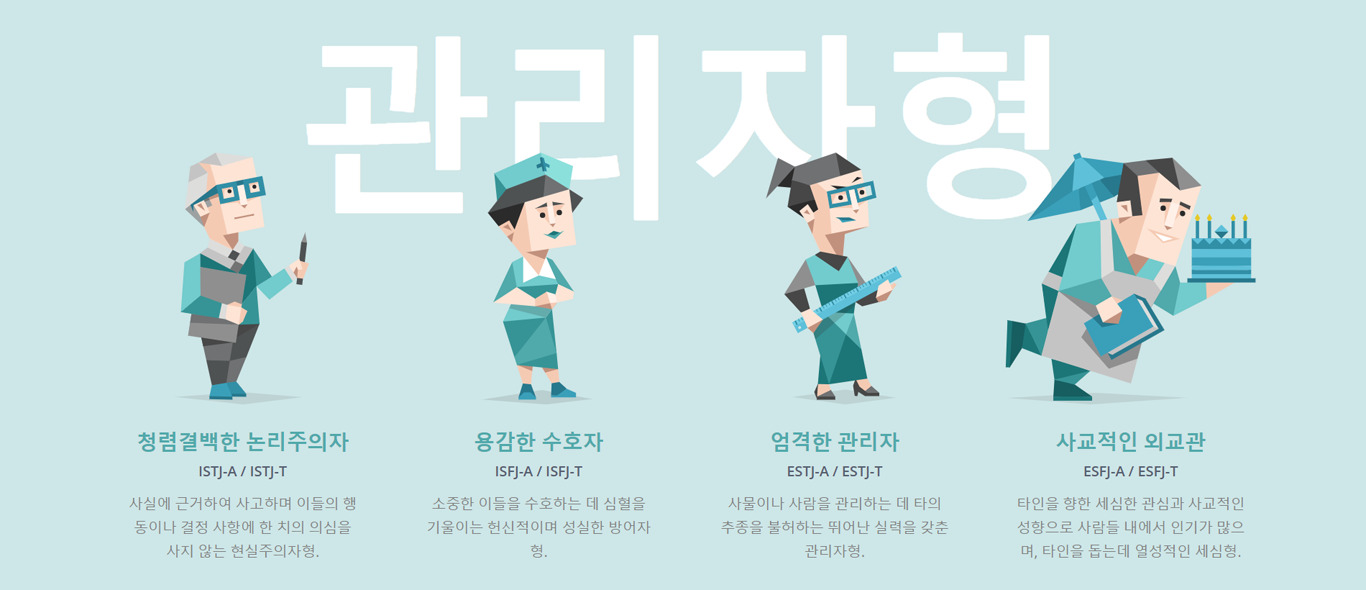 관리자형
청렴결백한 논리주의자
ISTJ-A / ISTJ-T
사실에 근거하여 사고하며 이들의 행
동이나 결정 사항에 한 치의 의심을
사지 않는 현실주의자형.
용감한 수호자
ISFJ-A / ISFJ-T
소중한 이들을 수호하는 데 심혈을
기울이는 헌신적이며 성실한 방어자
형.
엄격한 관리자
ESTJ-A / ESTJ-T
사물이나 사람을 관리하는 데 타의
추종을 불허하는 뛰어난 실력을 갖춘
관리자형.
사교적인 외교관
ESFJ-A / ESFJ-T
타인을 향한 세심한 관심과 사교적인
성향으로 사람들 내에서 인기가 많으
며, 타인을 돕는데 열성적인 세심형.